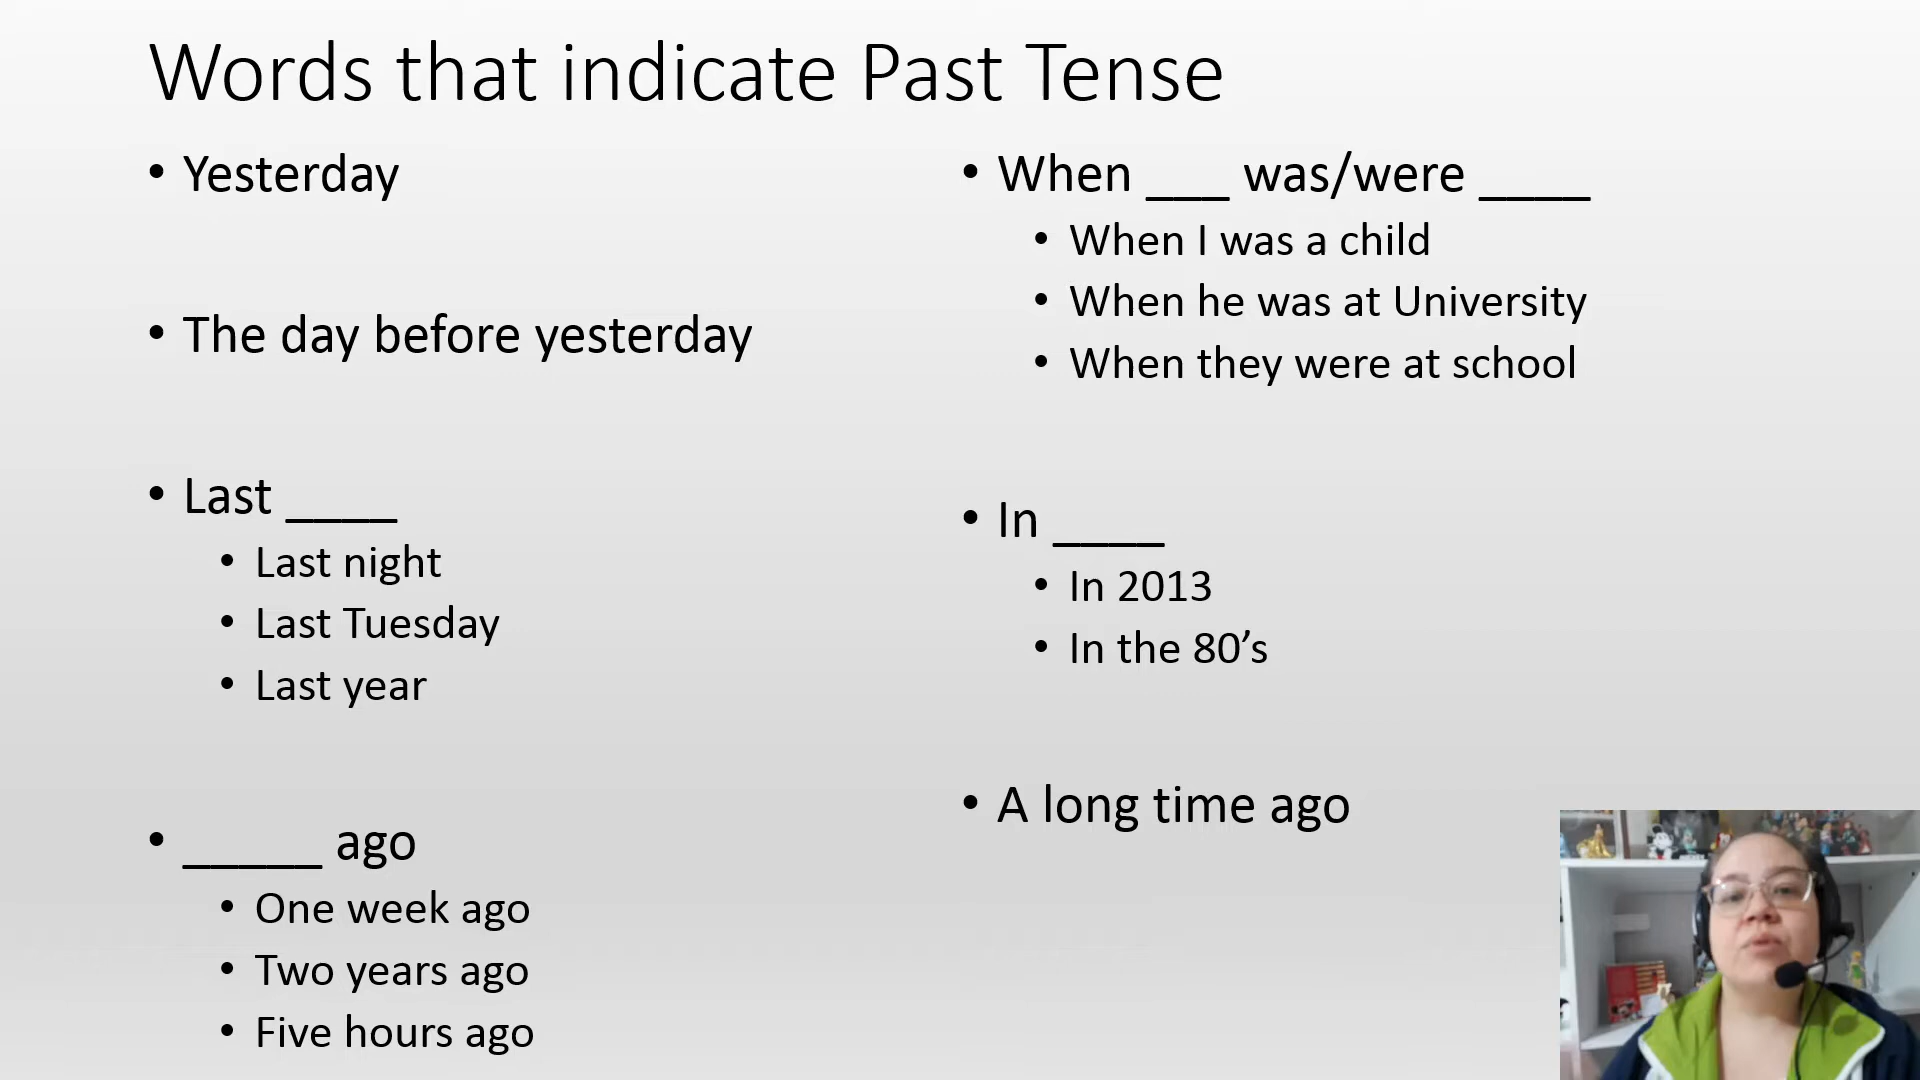 Words that indicate Past Tense
• Yesterday
• The day before yesterday
• Last ____
• Last night
• Last Tuesday
• Last year
• _____ ago
• One week ago
• Two years ago
• Five hours ago
• When ___ was/were ____
• When I was a child
• When he was at University
• When they were at school
• In ____
• In 2013
• In the 80’s
• A long time ago